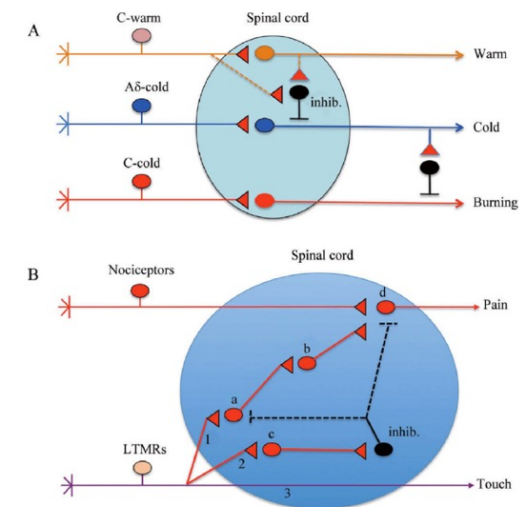 A
C-warm
Spinal cord
Warm
Aδ-cold
inhib.
Cold
C-cold
Burning
B
Spinal cord
Nociceptors
d
Pain
b
a
1
c
inhib.
LTMRs
2
3
Touch